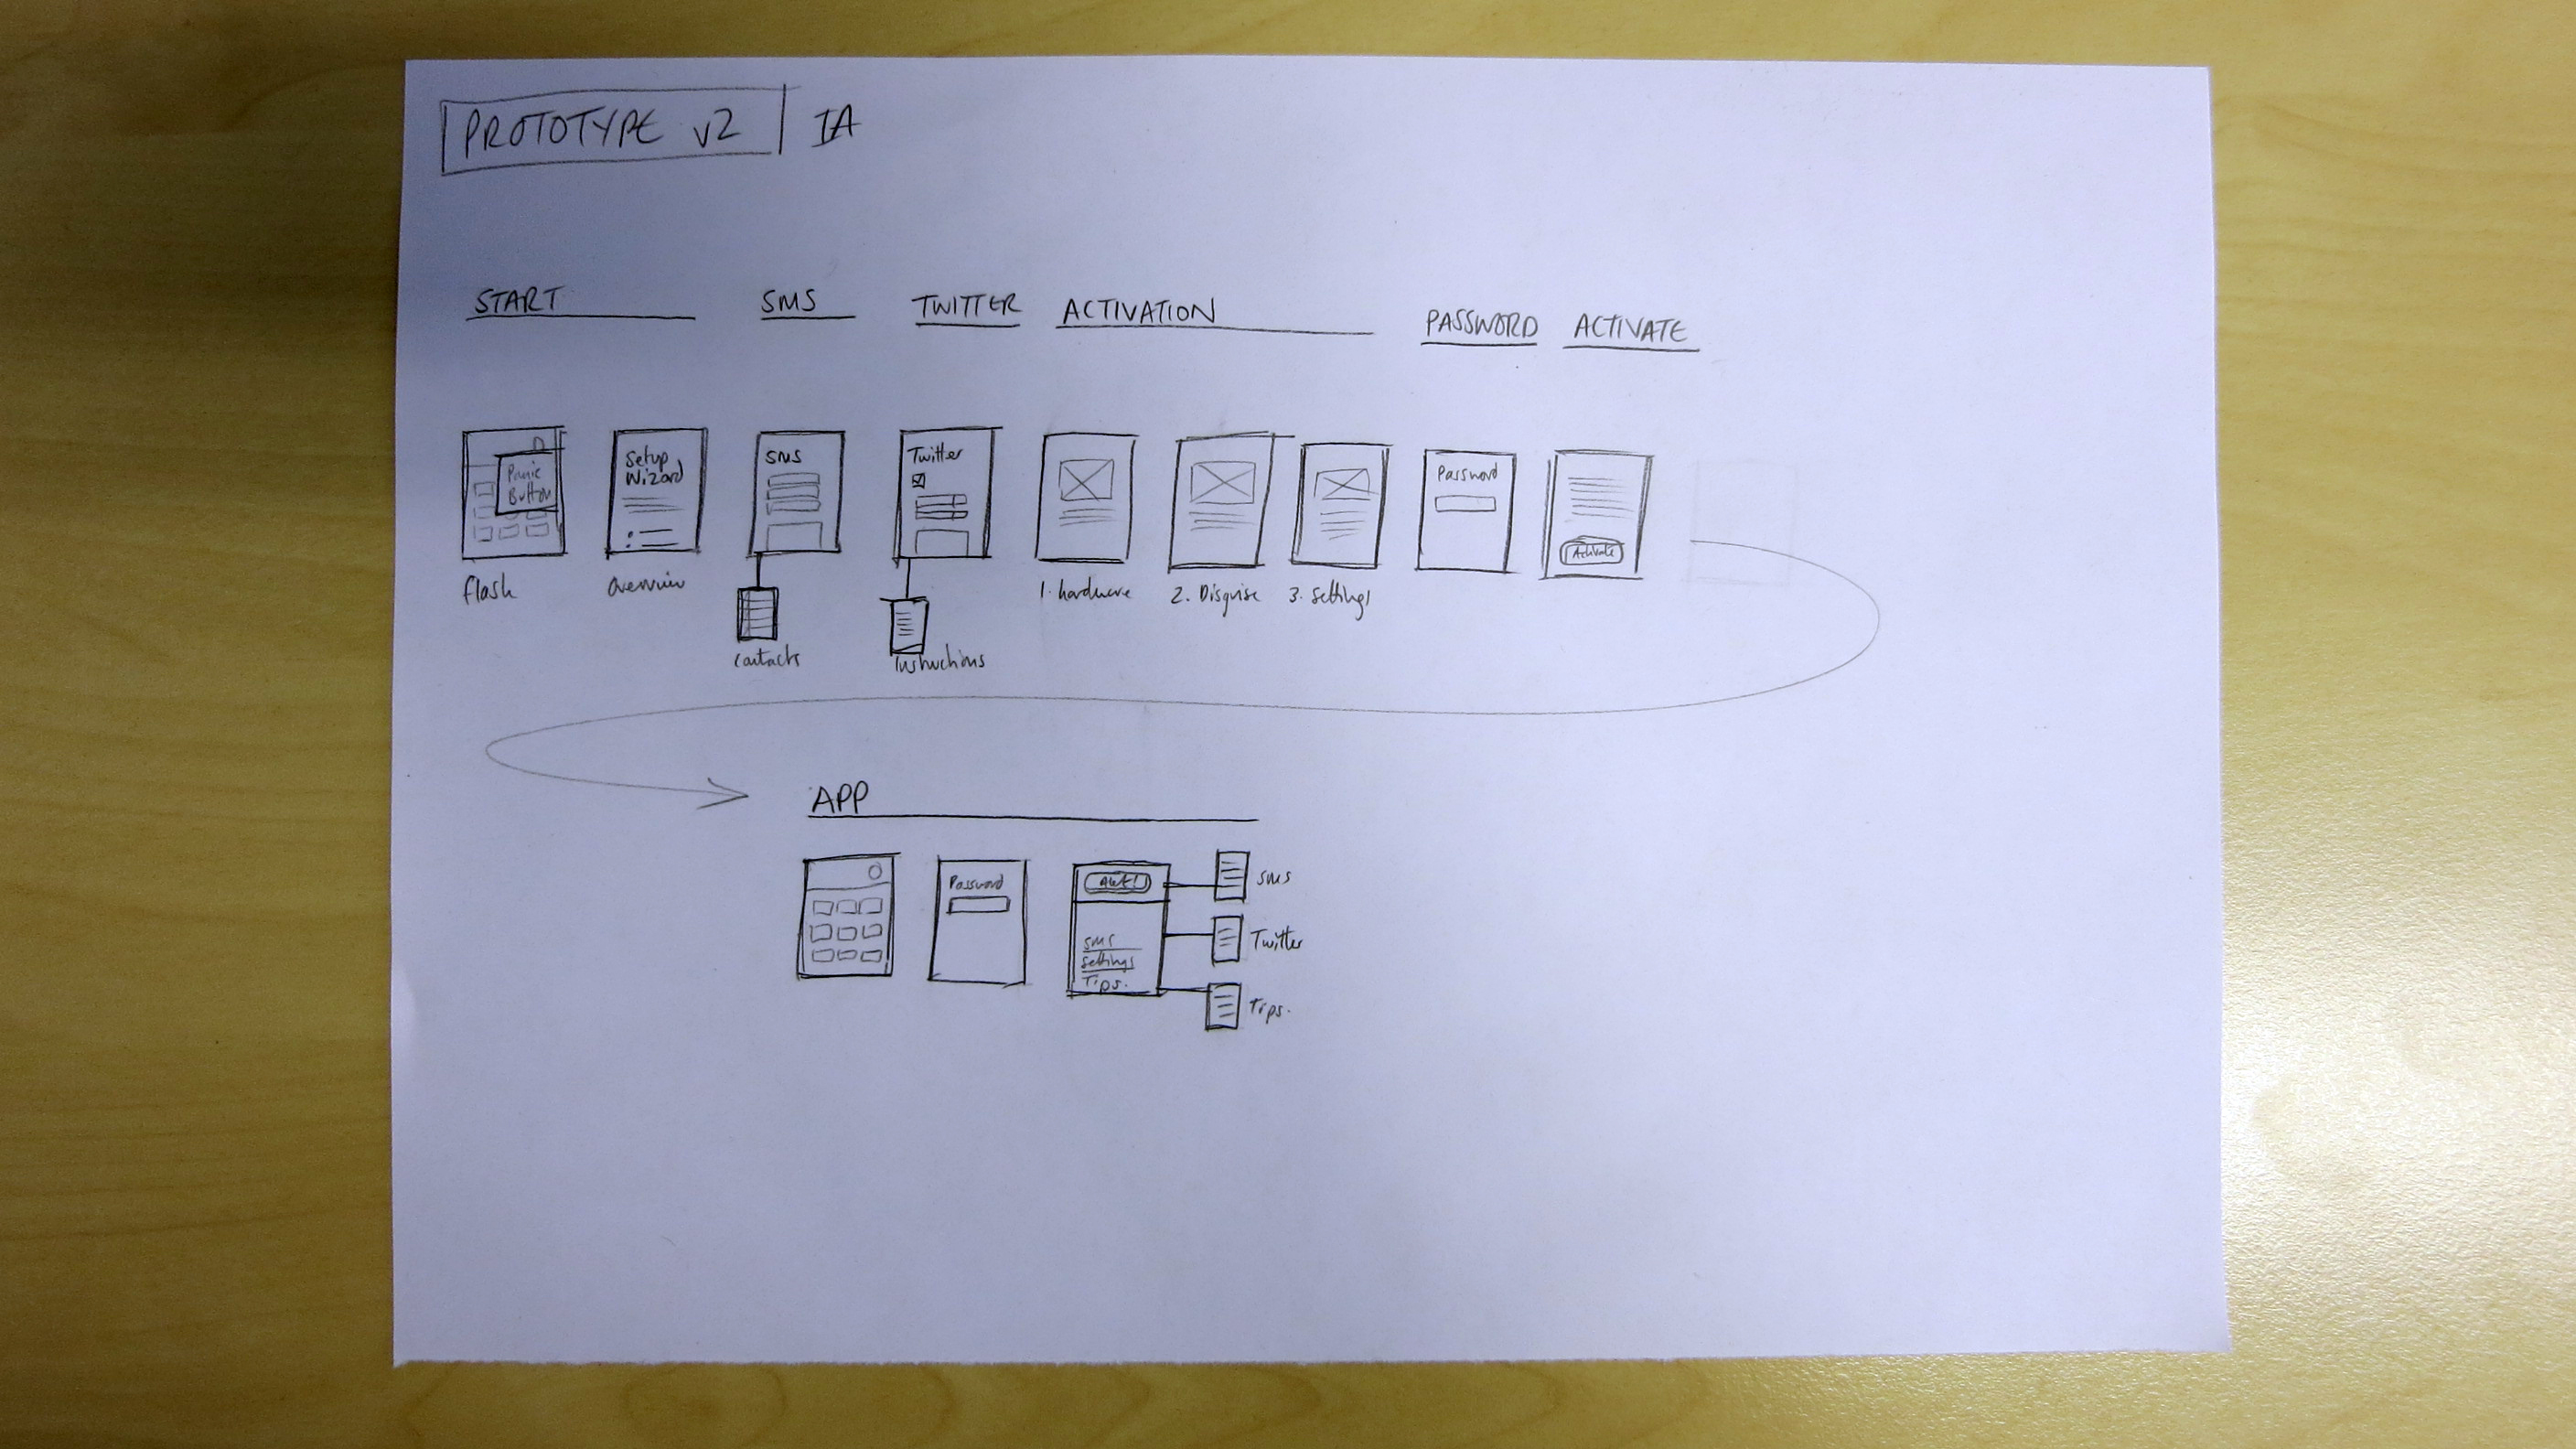 PROTOTYPE v2 IA
START
SMS
TWITTER
ACTIVATION
PASSWORD
ACTIVATE
Panic
Button
Setup
Wizard
SMS
Twitter
Password
Activate
flash
overview
1. hardware
2. Disguise
3. settings
contacts
instructions
APP
Password
Alert!
SMS
settings
Tips.
SMS
Twitter
Tips.